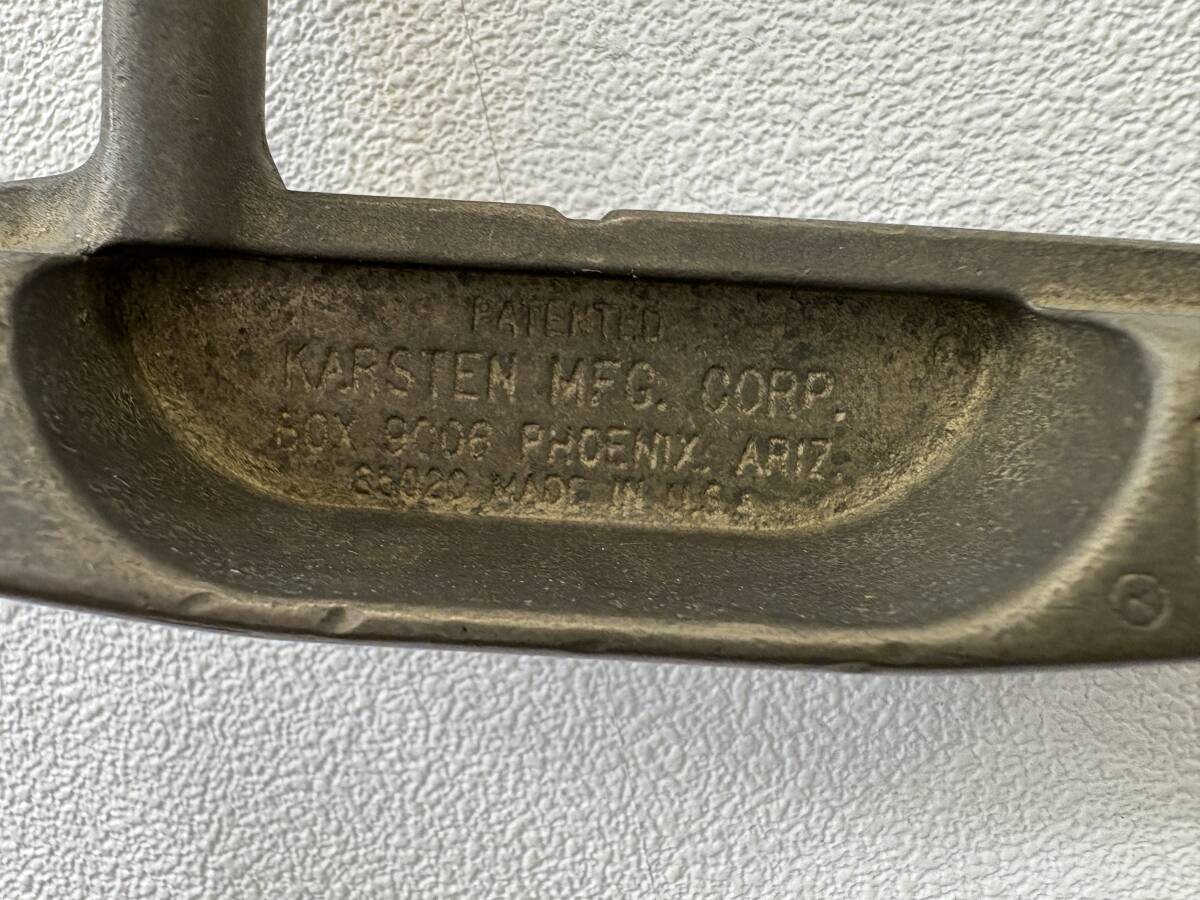 PATENTED
KARSTEN MFG. CORP.
BOX 9006 PHOENIX, ARIZ.
85020 MADE IN U.S.A.